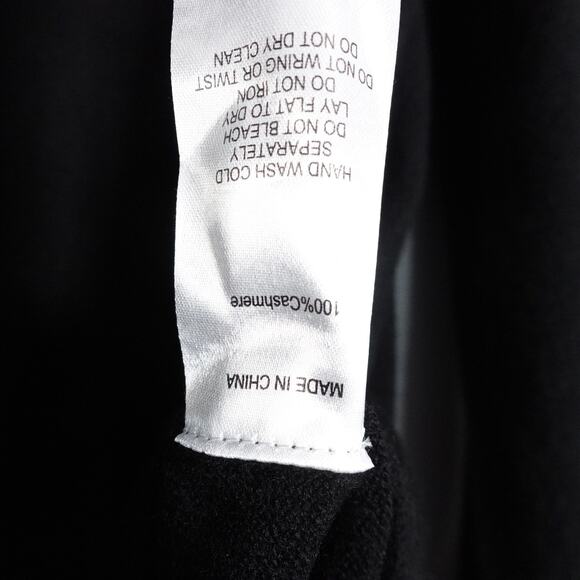 MADE IN CHINA
100%Cashmere
HAND WASH COLD
SEPARATELY
DO NOT BLEACH
LAY FLAT TO DRY
DO NOT IRON
DO NOT WRING OR TWIST
DO NOT DRY CLEAN